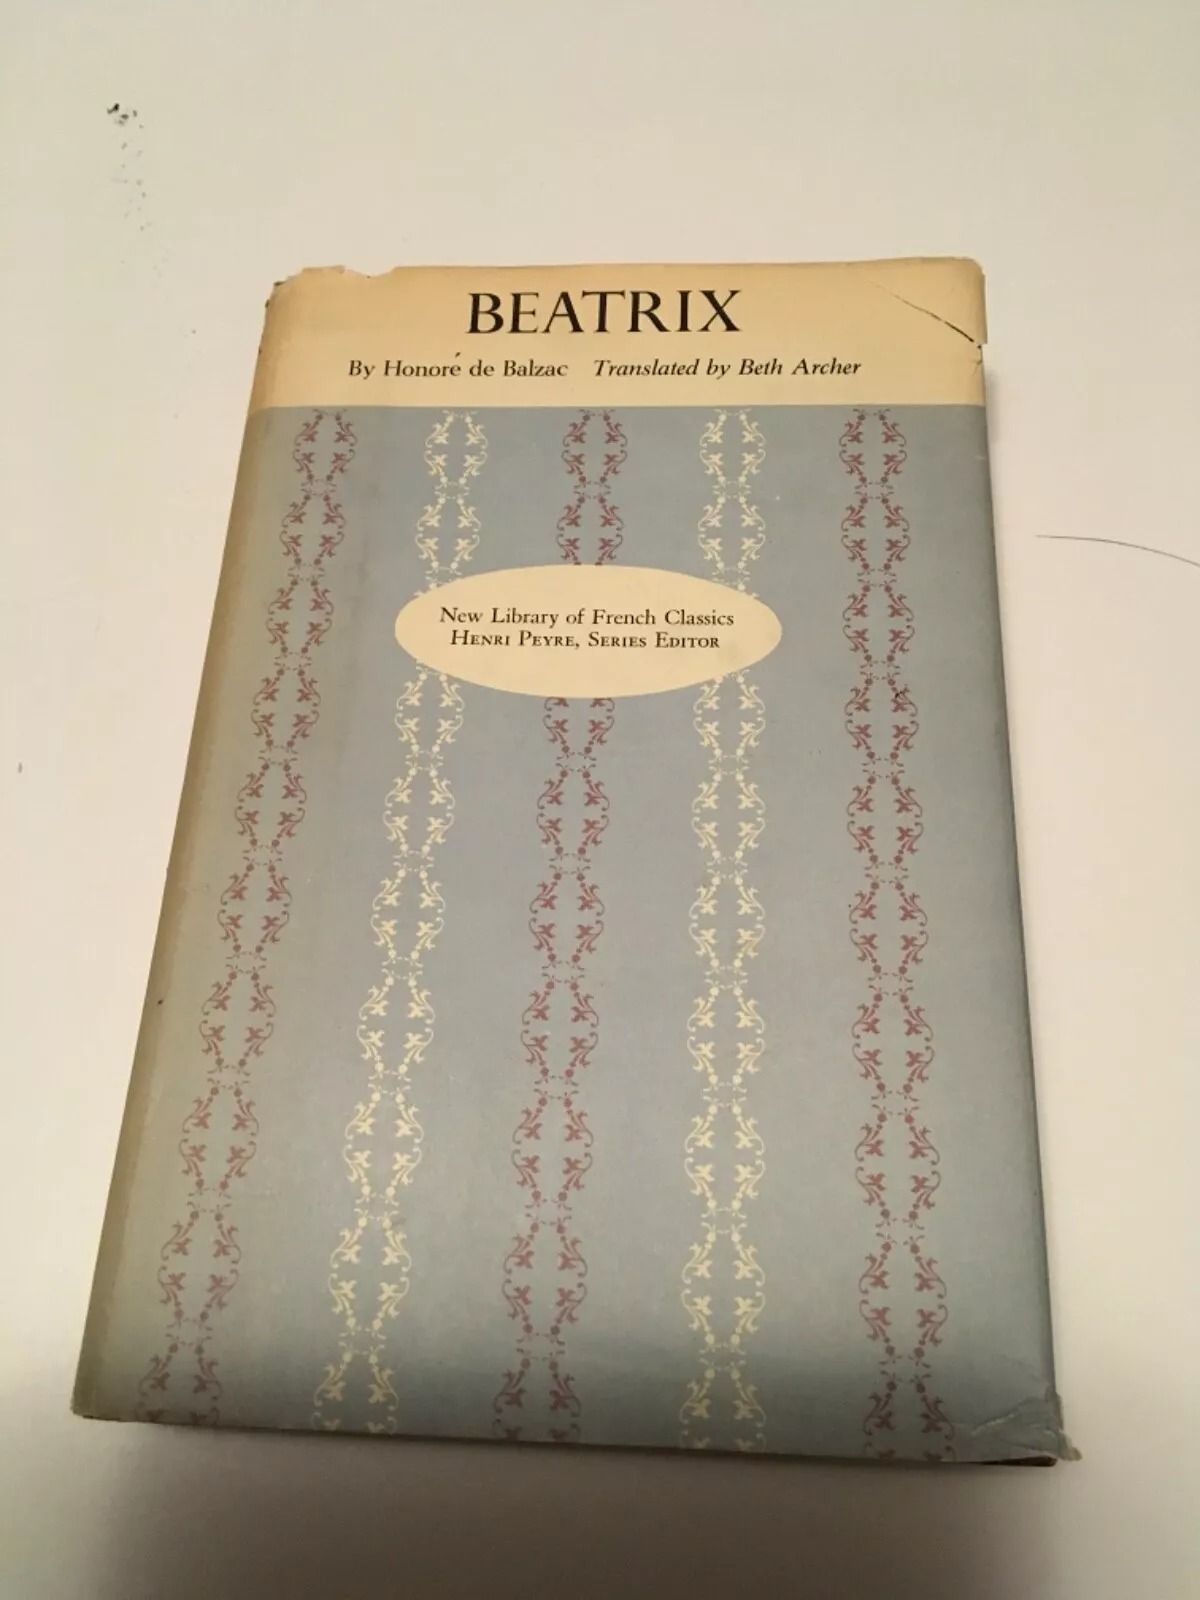 BEATRIX
By Honoré de Balzac Translated by Beth Archer
New Library of French Classics
HENRI PEYRE, SERIES EDITOR